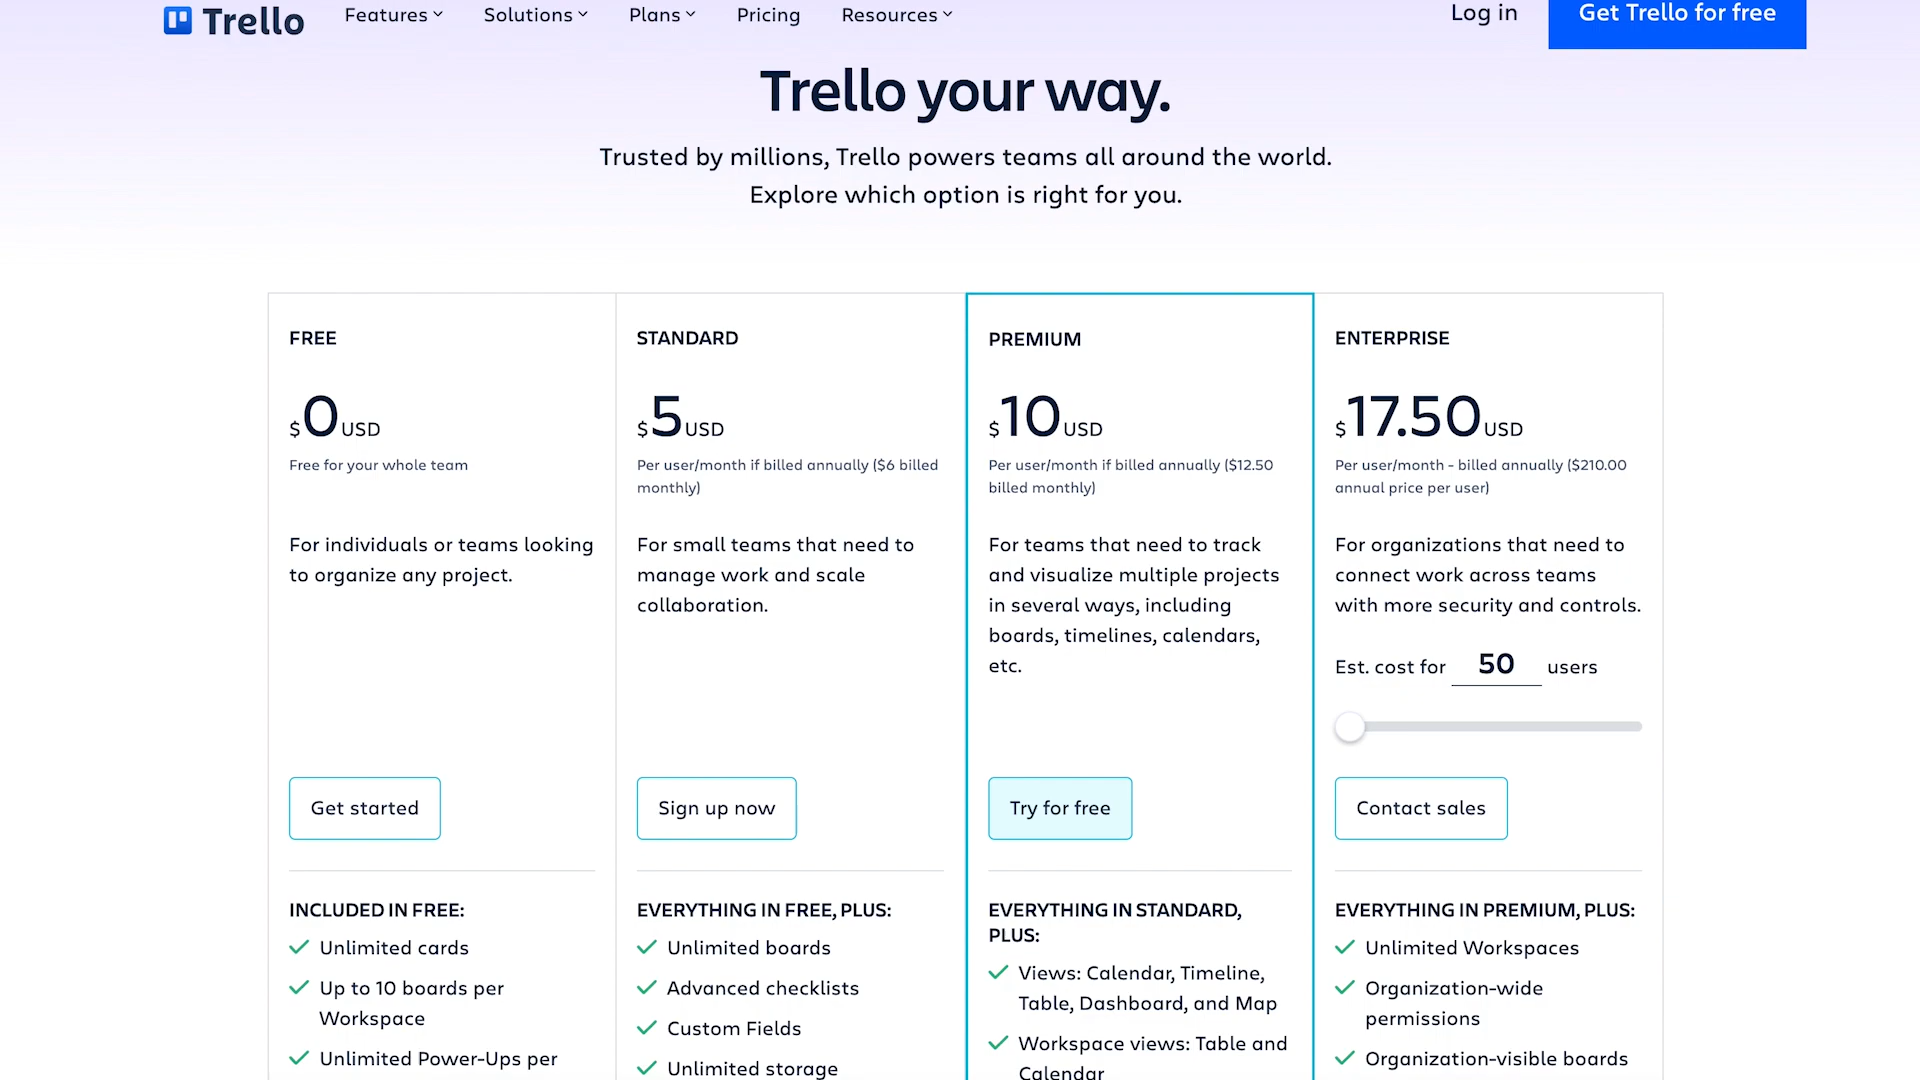 Trello
Features
Solutions
Plans
Pricing
Resources
Log in
Get Trello for free
Trello your way.
Trusted by millions, Trello powers teams all around the world.
Explore which option is right for you.
FREE
$0USD
Free for your whole team
For individuals or teams looking
to organize any project.
Get started
INCLUDED IN FREE:
Unlimited cards
Up to 10 boards per
Workspace
Unlimited Power-Ups per
STANDARD
$5USD
Per user/month if billed annually ($6 billed
monthly)
For small teams that need to
manage work and scale
collaboration.
Sign up now
EVERYTHING IN FREE, PLUS:
Unlimited boards
Advanced checklists
Custom Fields
Unlimited storage
PREMIUM
$10USD
Per user/month if billed annually ($12.50
billed monthly)
For teams that need to track
and visualize multiple projects
in several ways, including
boards, timelines, calendars,
etc.
Try for free
EVERYTHING IN STANDARD,
PLUS:
Views: Calendar, Timeline,
Table, Dashboard, and Map
Workspace views: Table and
Calendar
ENTERPRISE
$17.50USD
Per user/month - billed annually ($210.00
annual price per user)
For organizations that need to
connect work across teams
with more security and controls.
Est. cost for 50 users
Contact sales
EVERYTHING IN PREMIUM, PLUS:
Unlimited Workspaces
Organization-wide
permissions
Organization-visible boards